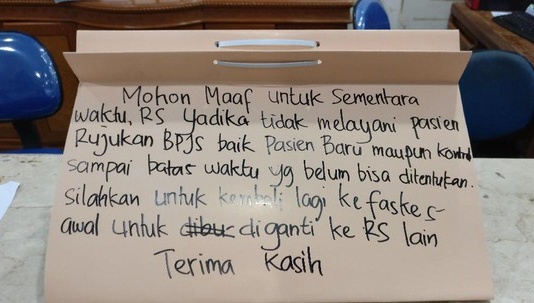 Mohon Maaf untuk Sementara
waktu, RS Yadika tidak melayani pasien
Rujukan BPJS baik Pasien Baru maupun kontrol
sampai batas waktu yg belum bisa ditentukan.
silahkan untuk kembali lagi ke faskes
awal untuk dibu diganti ke RS lain
Terima Kasih